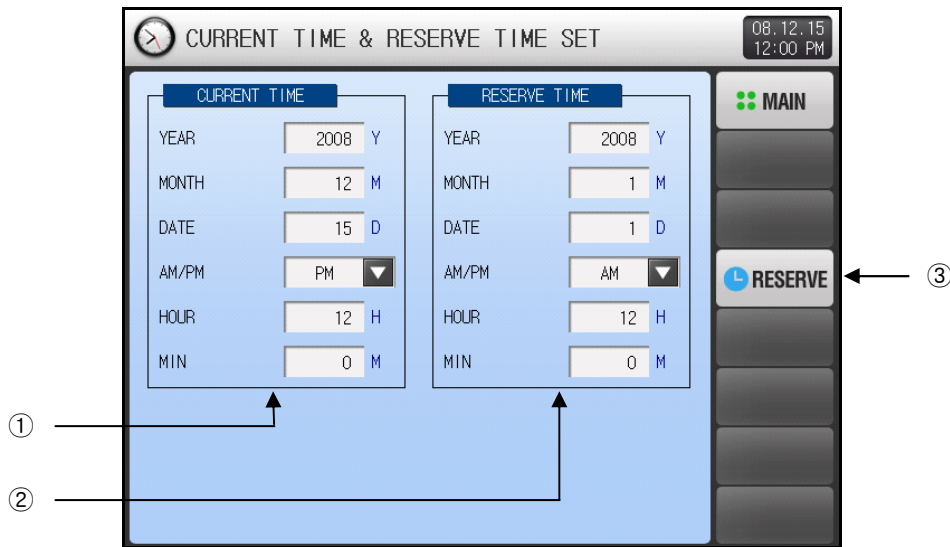 CURRENT TIME & RESERVE TIME SET
08.12.15
12:00 PM
CURRENT TIME
YEAR 2008 Y
MONTH 12 M
DATE 15 D
AM/PM PM
HOUR 12 H
MIN 0 M
RESERVE TIME
YEAR 2008 Y
MONTH 1 M
DATE 1 D
AM/PM AM
HOUR 12 H
MIN 0 M
MAIN
RESERVE
③
①
②